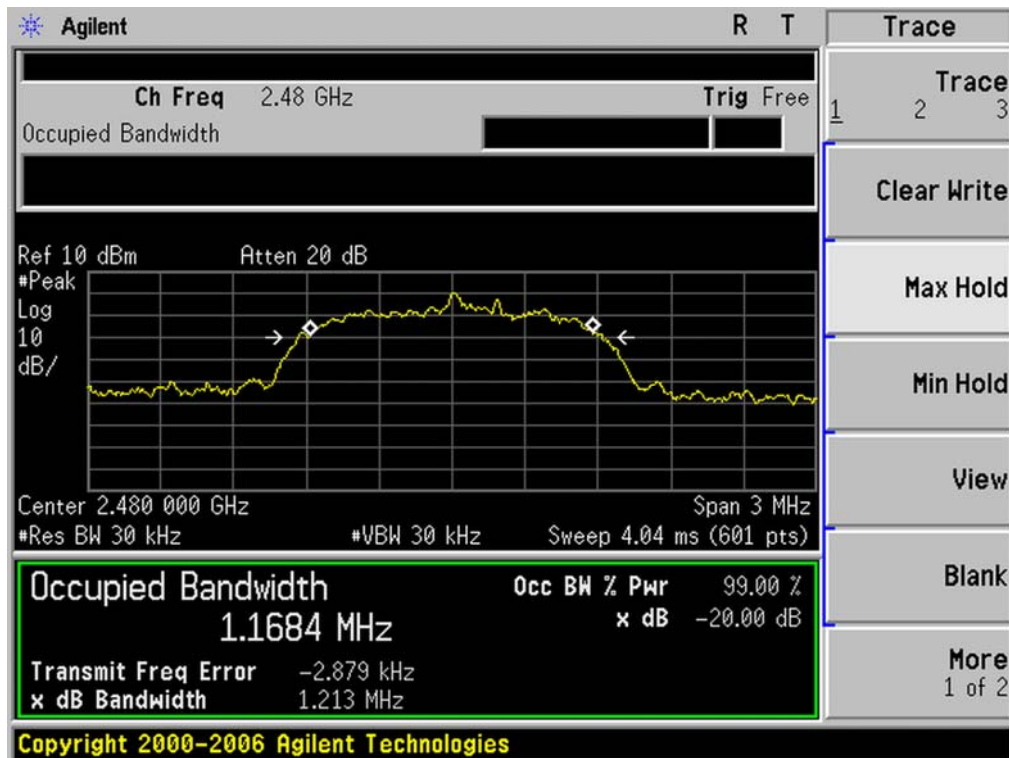 Agilent R T
Trace
Ch Freq 2.48 GHz Trig Free
Occupied Bandwidth
Trace
1 2 3
Clear Write
Max Hold
Min Hold
View
Blank
More
1 of 2
Ref 10 dBm Atten 20 dB
#Peak
Log
10
dB/
Center 2.480 000 GHz Span 3 MHz
#Res BW 30 kHz #VBW 30 kHz Sweep 4.04 ms (601 pts)
Occupied Bandwidth Occ BW % Pwr 99.00 %
1.1684 MHz x dB -20.00 dB
Transmit Freq Error -2.879 kHz
x dB Bandwidth 1.213 MHz
Copyright 2000-2006 Agilent Technologies